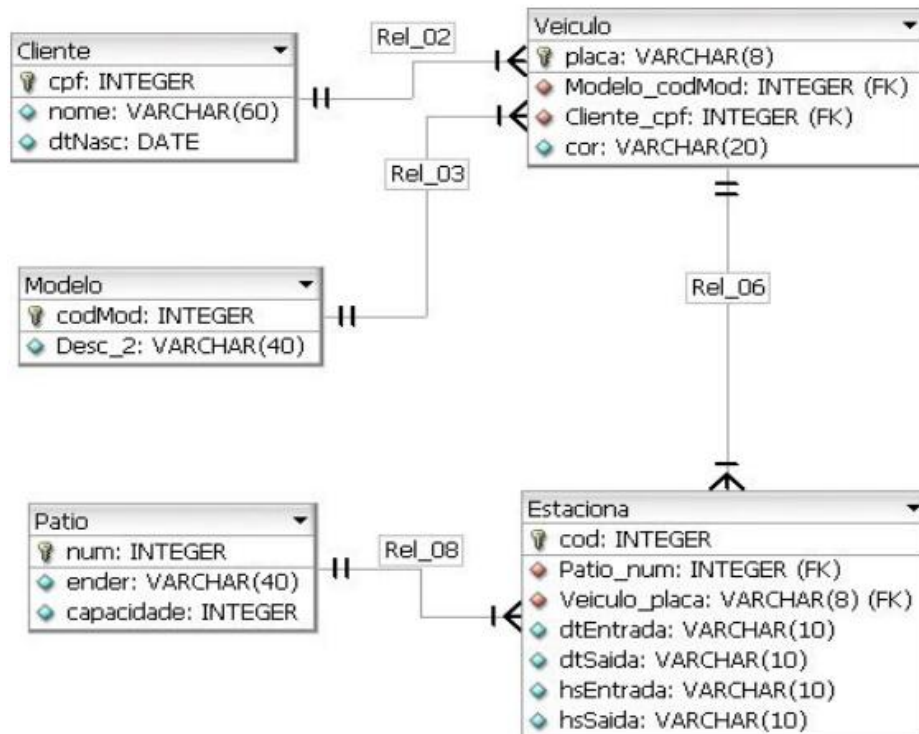 Cliente
cpf: INTEGER
nome: VARCHAR(60)
dtNasc: DATE
Rel_02
Veiculo
placa: VARCHAR(8)
Modelo_codMod: INTEGER (FK)
Cliente_cpf: INTEGER (FK)
cor: VARCHAR(20)
Rel_03
Modelo
codMod: INTEGER
Desc_2: VARCHAR(40)
Rel_06
Patio
num: INTEGER
ender: VARCHAR(40)
capacidade: INTEGER
Rel_08
Estaciona
cod: INTEGER
Patio_num: INTEGER (FK)
Veiculo_placa: VARCHAR(8) (FK)
dtEntrada: VARCHAR(10)
dtSaida: VARCHAR(10)
hsEntrada: VARCHAR(10)
hsSaida: VARCHAR(10)